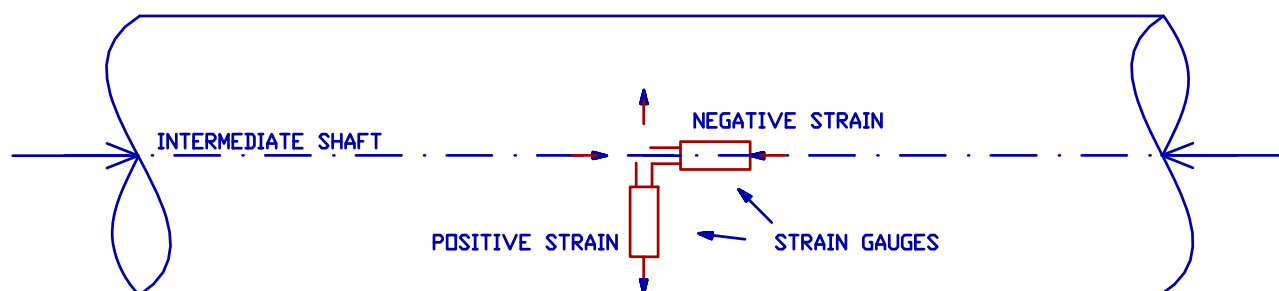 NEGATIVE STRAIN
INTERMEDIATE SHAFT
POSITIVE STRAIN
STRAIN GAUGES